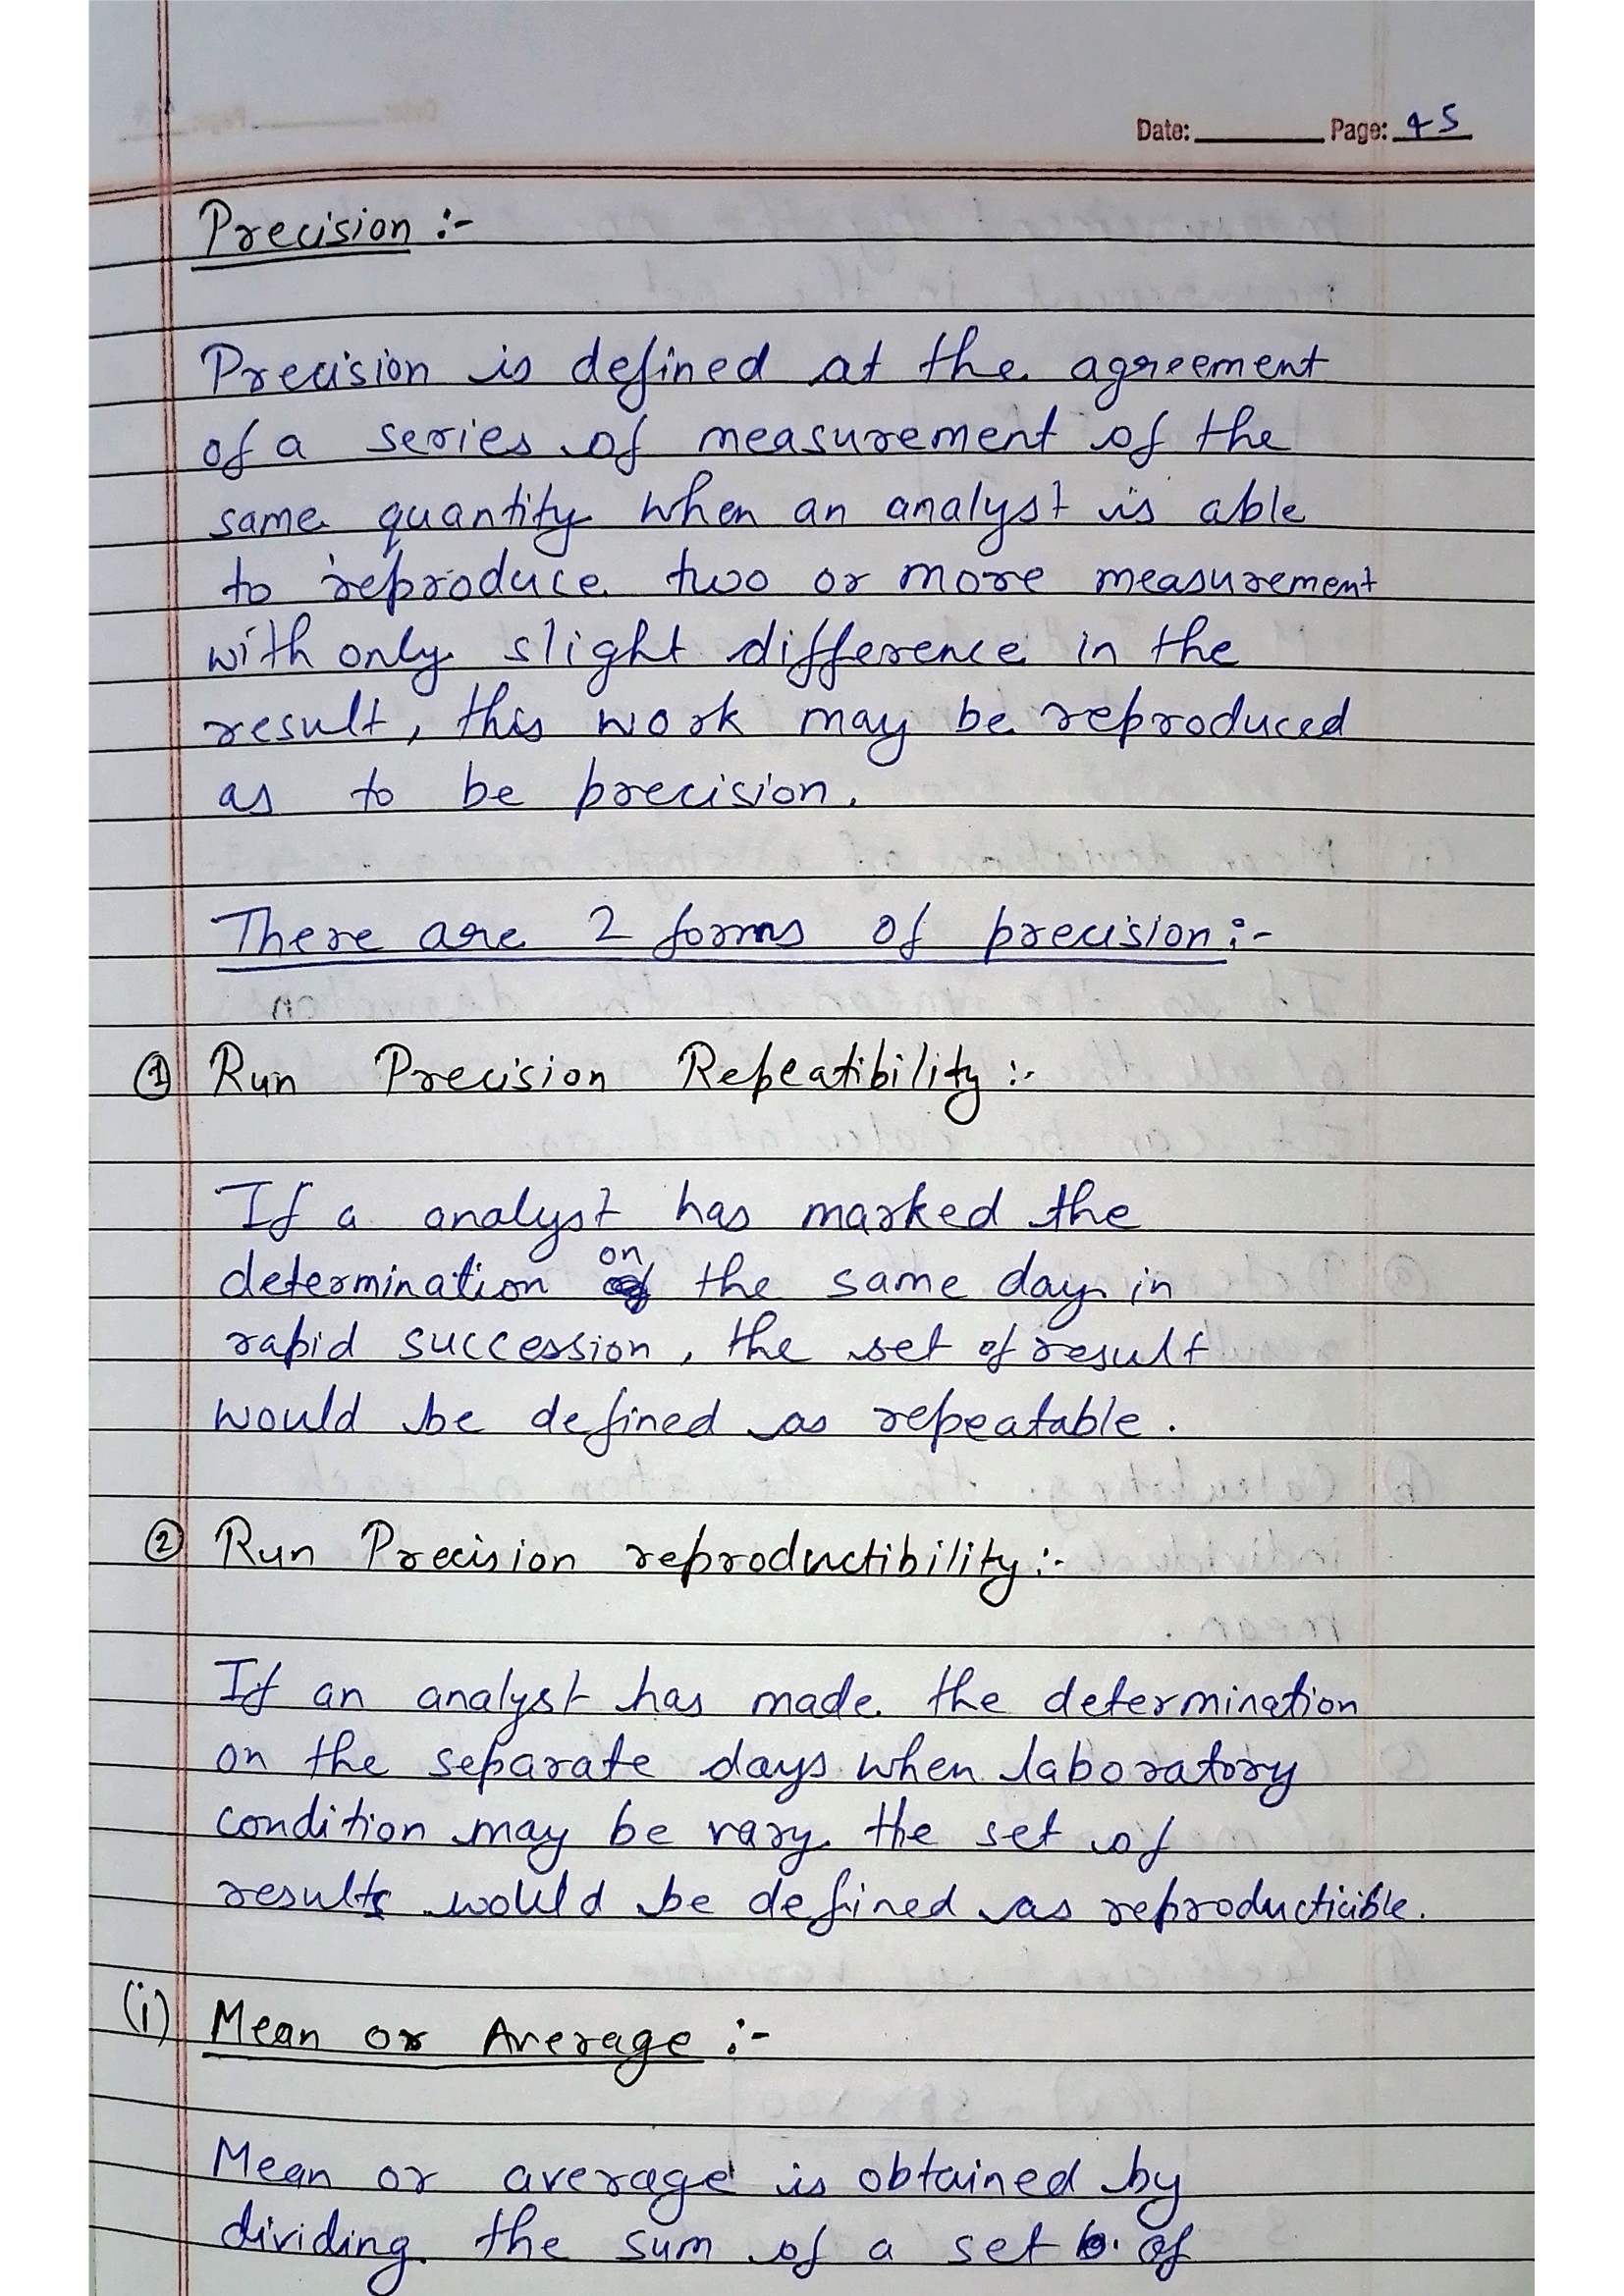 Date: Page: 45
Precision :-
Precision is defined at the agreement
of a series of measurement of the
same quantity when an analyst is able
to reproduce two or more measurement
with only slight difference in the
result, this work may be reproduced
as to be precision.
There are 2 forms of precision :-
① Run Precision Repeatibility :-
If a analyst has marked the
determination on the same day in
rapid succession, the set of result
would be defined as repeatable.
② Run Precision reproductibility :-
If an analyst has made the determination
on the separate days when laboratory
condition may be vary the set of
results would be defined as reproducticible.
(i) Mean or Average :-
Mean or average is obtained by
dividing the sum of a set of